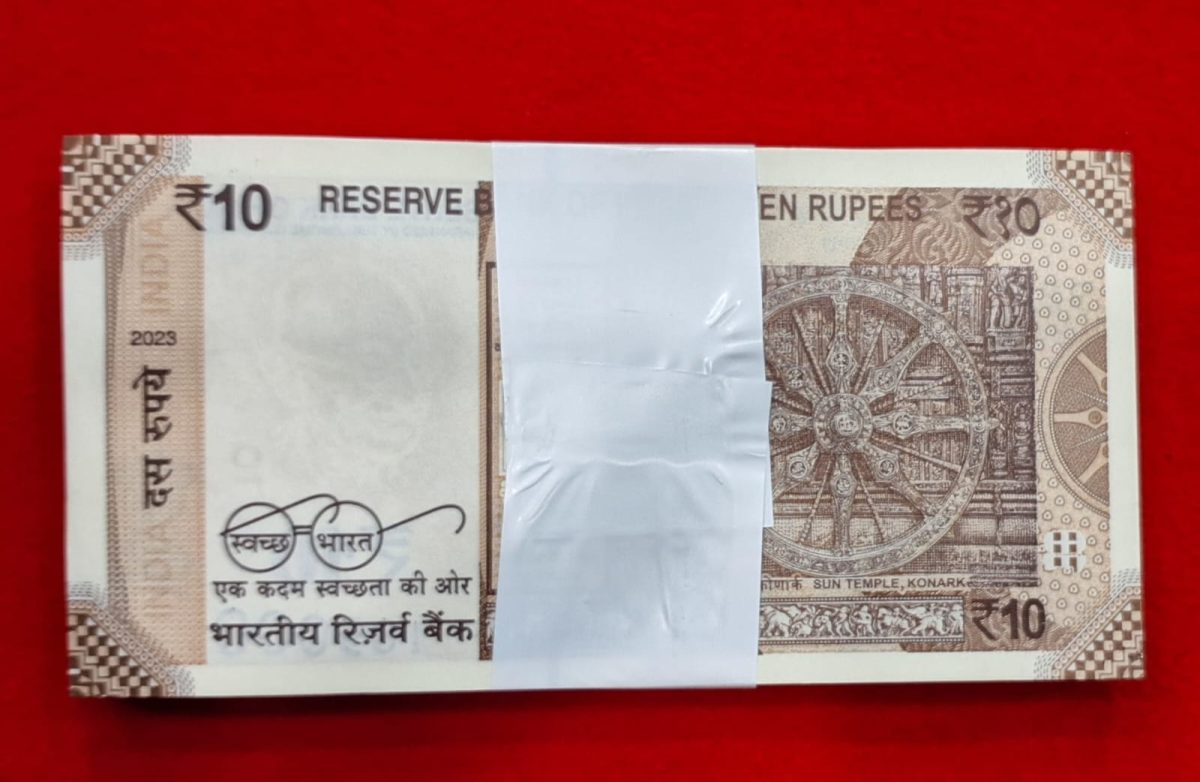 ₹10
RESERVE B
EN RUPEES
₹१०
INDIA
2023
दस रुपये
स्वच्छ भारत
एक कदम स्वच्छता की ओर
भारतीय रिज़र्व बैंक
कोणार्क SUN TEMPLE, KONARK
₹10